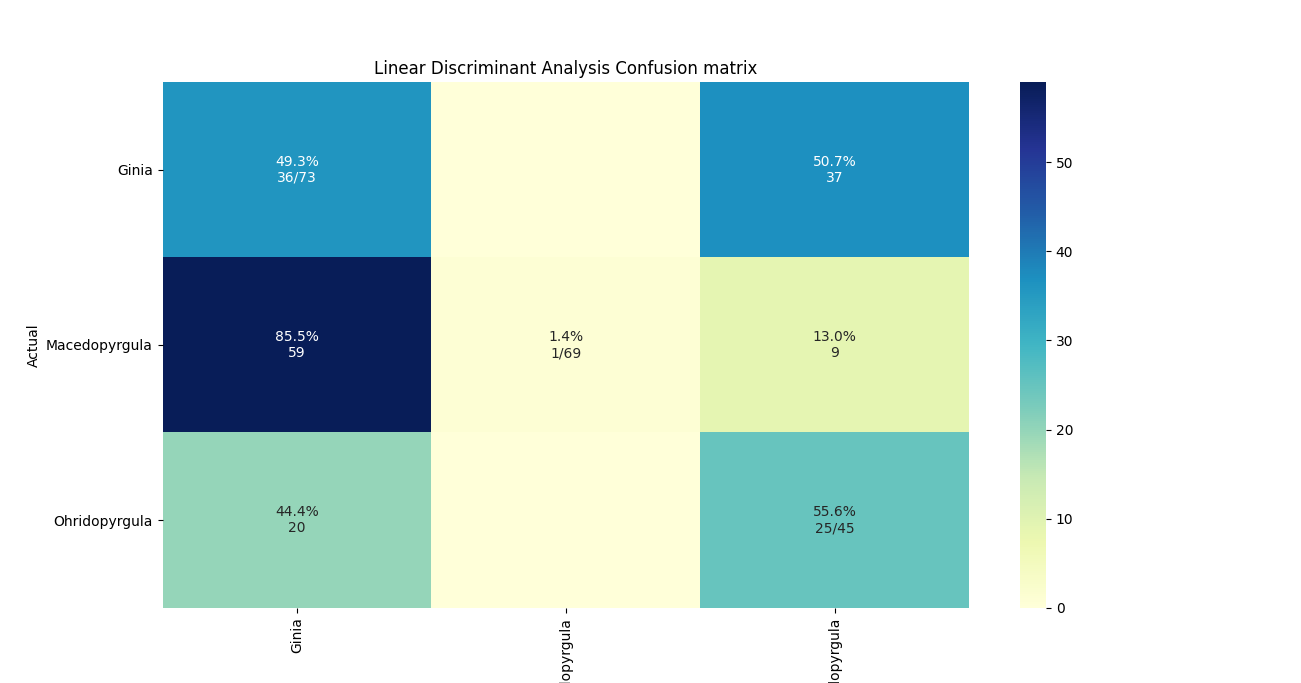 Linear Discriminant Analysis Confusion matrix
Actual
Ginia
49.3%
36/73
50.7%
37
Macedopyrgula
85.5%
59
1.4%
1/69
13.0%
9
Ohridopyrgula
44.4%
20
55.6%
25/45
Ginia
dopyrgula
dopyrgula
50
40
30
20
10
0